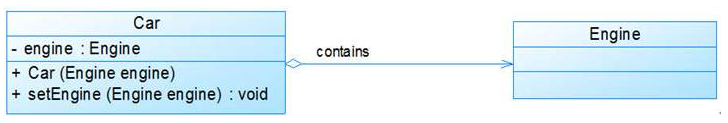 Car
- engine : Engine
+ Car (Engine engine)
+ setEngine (Engine engine) : void
contains
Engine